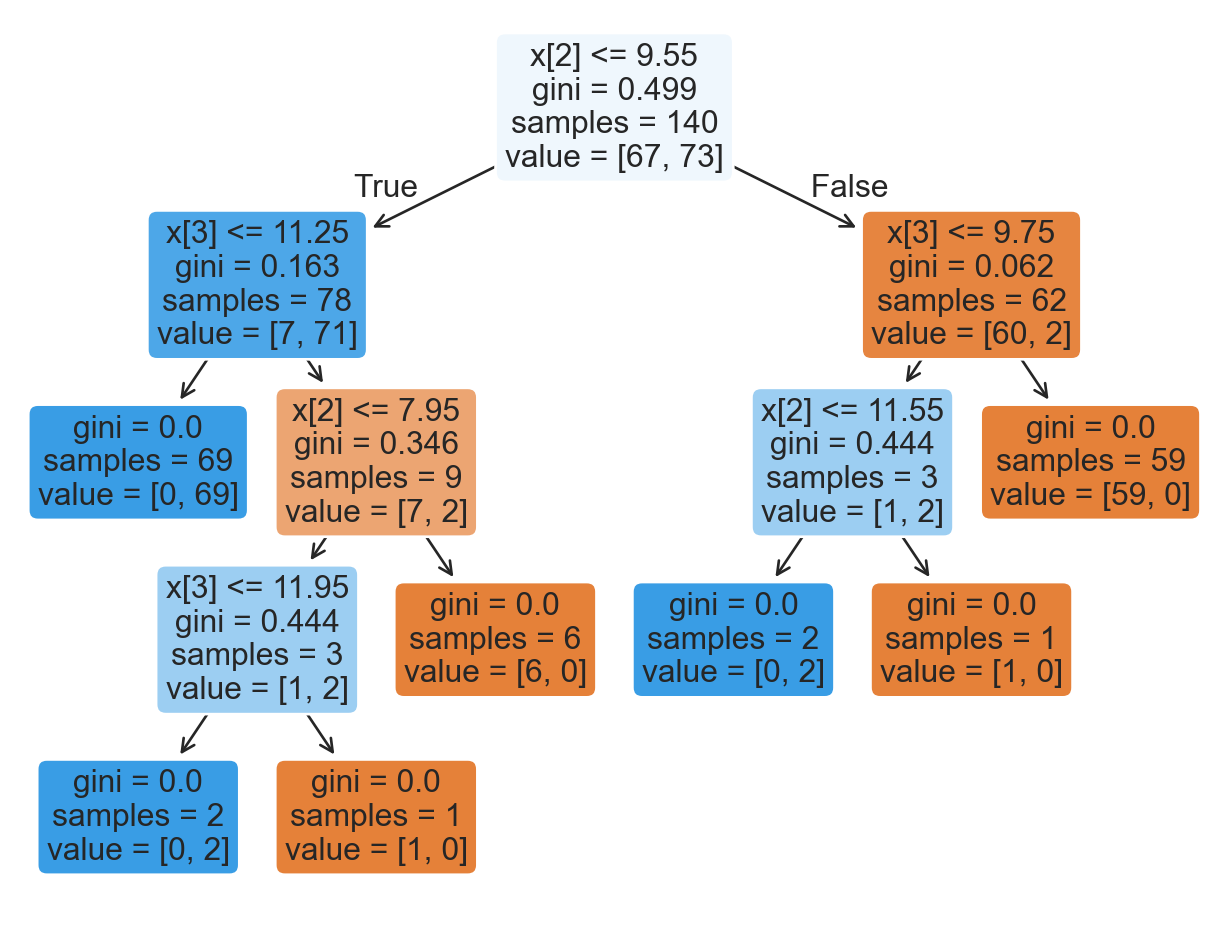 x[2] <= 9.55
gini = 0.499
samples = 140
value = [67, 73]
True
False
x[3] <= 11.25
gini = 0.163
samples = 78
value = [7, 71]
x[3] <= 9.75
gini = 0.062
samples = 62
value = [60, 2]
gini = 0.0
samples = 69
value = [0, 69]
x[2] <= 7.95
gini = 0.346
samples = 9
value = [7, 2]
x[2] <= 11.55
gini = 0.444
samples = 3
value = [1, 2]
gini = 0.0
samples = 59
value = [59, 0]
x[3] <= 11.95
gini = 0.444
samples = 3
value = [1, 2]
gini = 0.0
samples = 6
value = [6, 0]
gini = 0.0
samples = 2
value = [0, 2]
gini = 0.0
samples = 1
value = [1, 0]
gini = 0.0
samples = 2
value = [0, 2]
gini = 0.0
samples = 1
value = [1, 0]